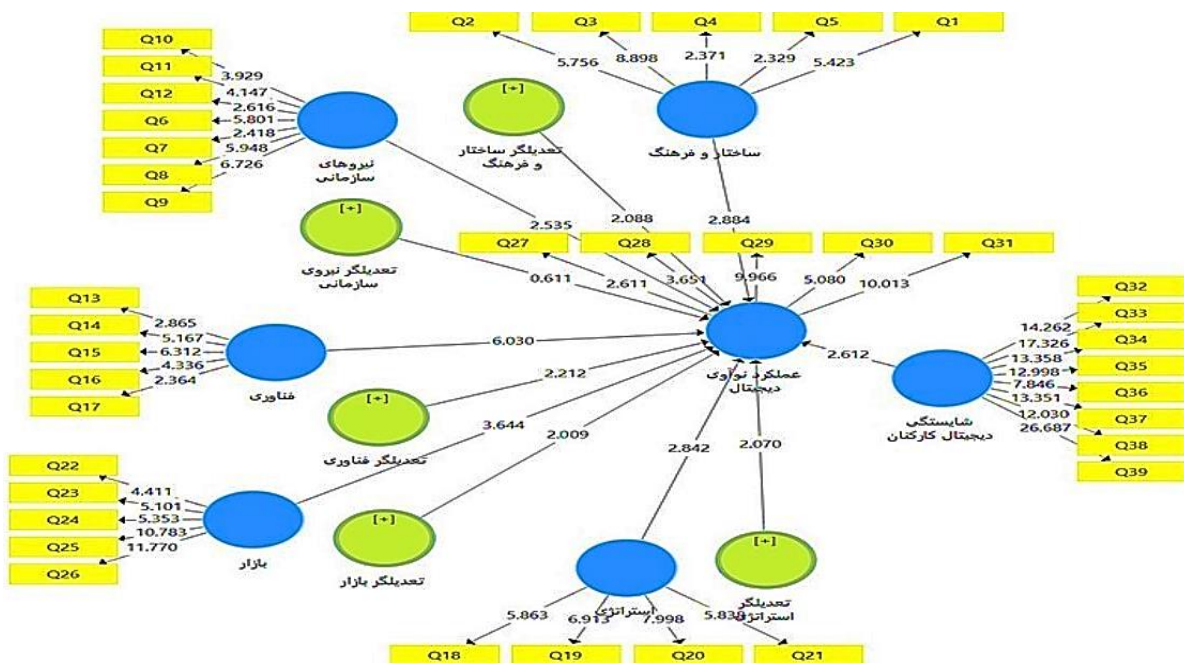 Q2
Q3
Q4
Q5
Q1
5.756
8.898
2.371
2.329
5.423
ساختار و فرهنگ
2.884
[+]
تعدیلگر ساختار
و فرهنگ
2.088
Q10
Q11
Q12
Q6
Q7
Q8
Q9
3.929
4.147
2.616
5.801
2.418
5.948
6.726
نیروهای
سازمانی
2.535
[+]
تعدیلگر نیروی
سازمانی
0.611
Q27
Q28
Q29
Q30
Q31
2.611
3.651
9.966
5.080
10.013
عملکرد نوآوری
دیجیتال
Q13
Q14
Q15
Q16
Q17
2.865
5.167
6.312
4.336
2.364
فناوری
6.030
[+]
تعدیلگر فناوری
2.212
Q32
Q33
Q34
Q35
Q36
Q37
Q38
Q39
14.262
17.326
13.358
12.998
7.846
13.351
12.030
26.687
شایستگی
دیجیتال کارکنان
2.612
Q22
Q23
Q24
Q25
Q26
4.411
5.101
5.353
10.783
11.770
بازار
3.644
[+]
تعدیلگر بازار
2.009
استراتژی
2.842
[+]
تعدیلگر
استراتژی
2.070
5.863
6.913
7.998
5.838
Q18
Q19
Q20
Q21